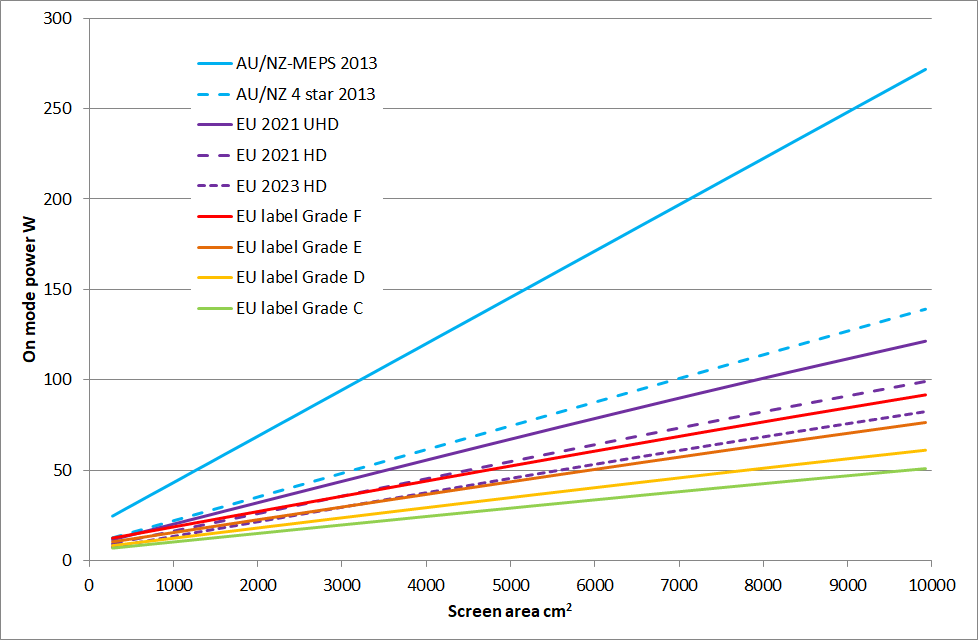 300
250
200
150
100
50
0
On mode power W
AU/NZ-MEPS 2013
AU/NZ 4 star 2013
EU 2021 UHD
EU 2021 HD
EU 2023 HD
EU label Grade F
EU label Grade E
EU label Grade D
EU label Grade C
0 1000 2000 3000 4000 5000 6000 7000 8000 9000 10000
Screen area cm²